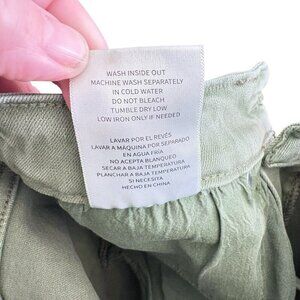 WASH INSIDE OUT
MACHINE WASH SEPARATELY
IN COLD WATER
DO NOT BLEACH
TUMBLE DRY LOW
LOW IRON ONLY IF NEEDED
LAVAR POR EL REVÉS
LAVAR A MÁQUINA POR SEPARADO
EN AGUA FRÍA
NO ACEPTA BLANQUEO
SECAR A BAJA TEMPERATURA
PLANCHAR A BAJA TEMPERATURA
SI NECESITA
HECHO EN CHINA